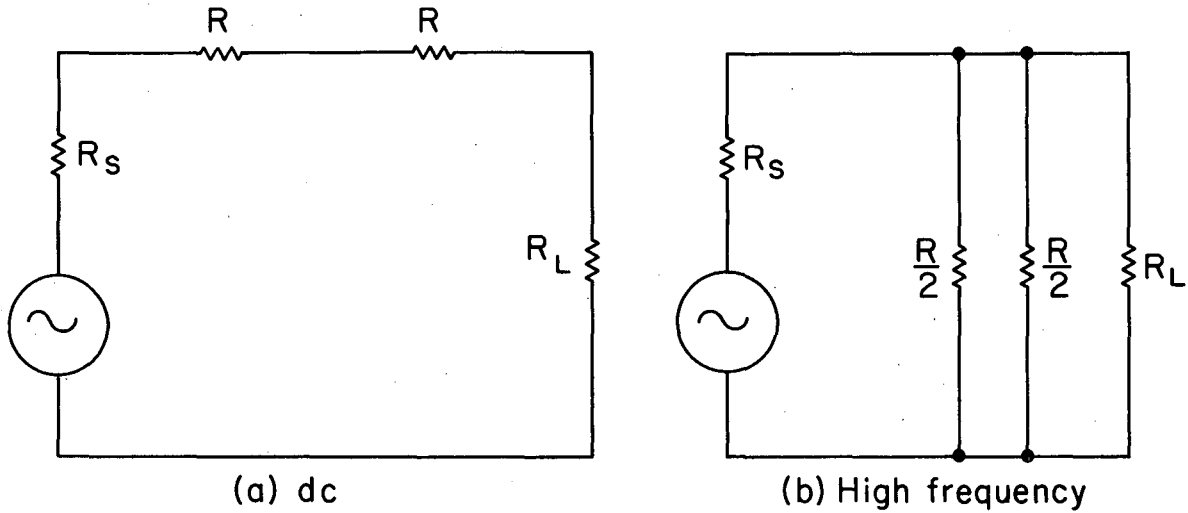 R
R
R_S
R_L
(a) dc
R_S
R/2
R/2
R_L
(b) High frequency